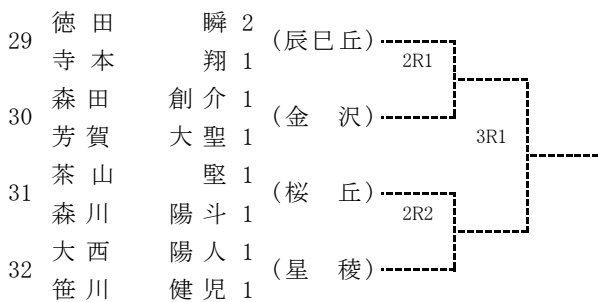 徳田 瞬 2
29 (辰巳丘)
寺本 翔 1
2R1
森田 創介 1
30 (金沢)
芳賀 大聖 1
3R1
茶山 堅 1
31 (桜丘)
森川 陽斗 1
2R2
大西 陽人 1
32 (星稜)
笹川 健児 1